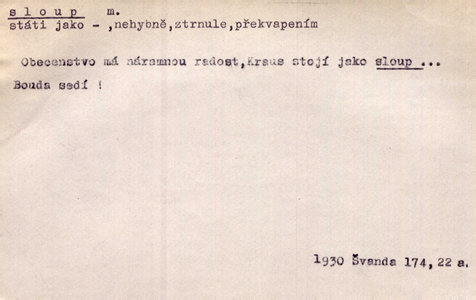 sloup m.
státi jako - ,nehybně,ztrnule,překvapením
Obecenstvo má náramnou radost,Kraus stojí jako sloup ...
Bouda sedí !
1930 Švanda 174, 22 a.